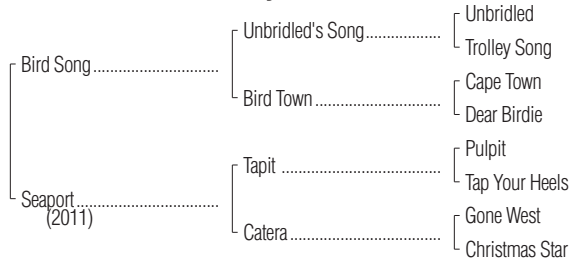 Unbridled
Unbridled's Song..................
Trolley Song
Bird Song..............................
Cape Town
Bird Town..............................
Dear Birdie
Pulpit
Tapit ......................................
Tap Your Heels
Seaport..................................
(2011)
Gone West
Catera....................................
Christmas Star